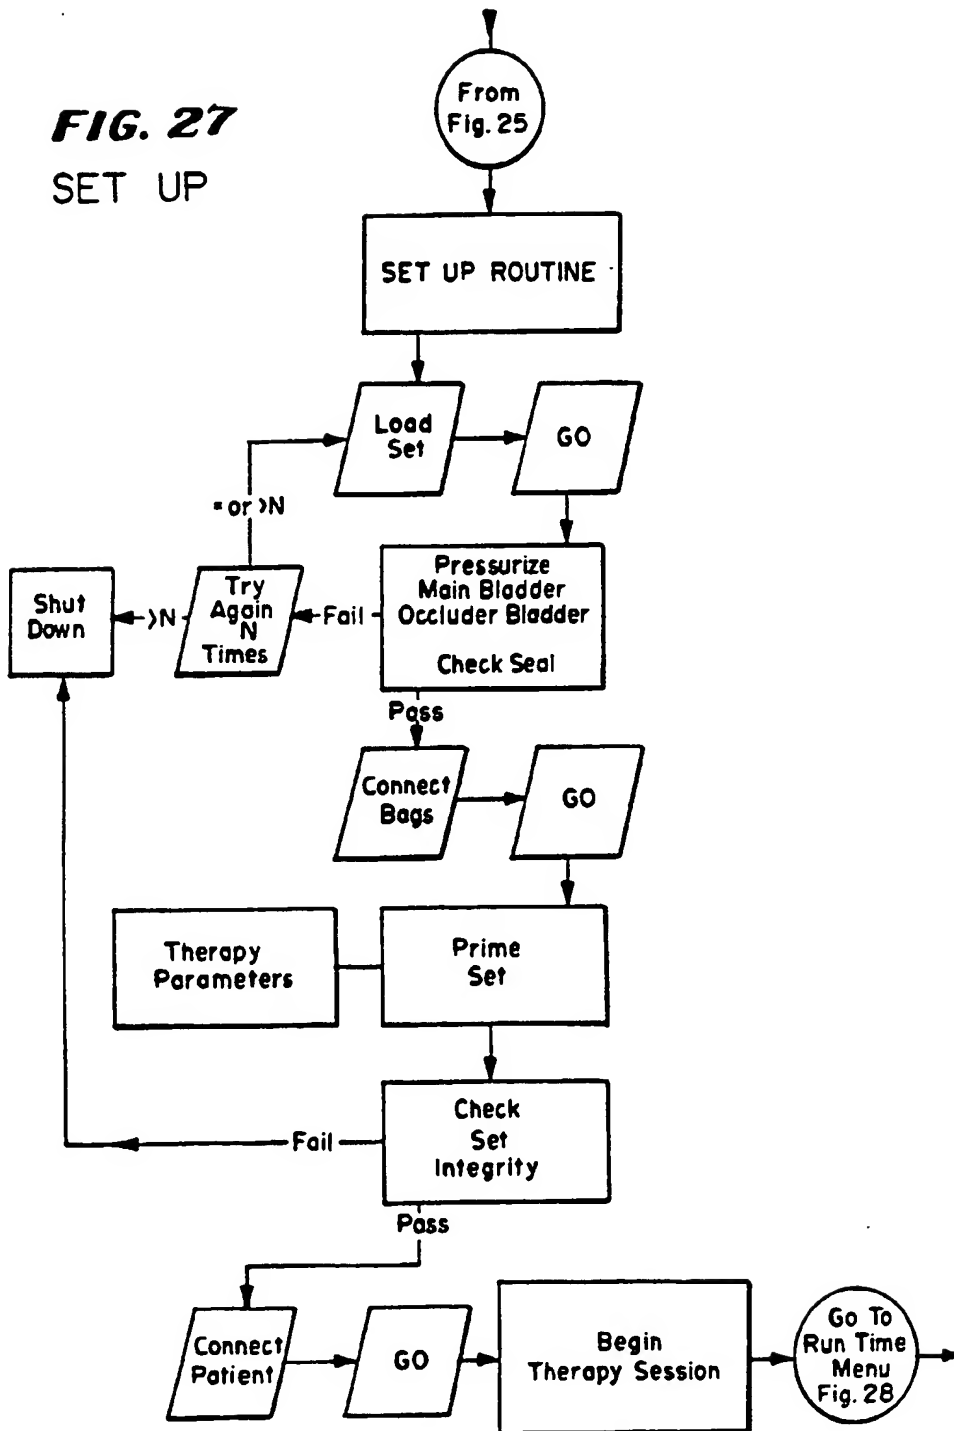 From
Fig. 25
FIG. 27
SET UP
SET UP ROUTINE
Load
Set
GO
= or >N
Pressurize
Main Bladder
Occluder Bladder
Check Seal
Fail
Try
Again
N
Times
>N
Shut
Down
Pass
Connect
Bags
GO
Therapy
Parameters
Prime
Set
Check
Set
Integrity
Fail
Pass
Connect
Patient
GO
Begin
Therapy Session
Go To
Run Time
Menu
Fig. 28